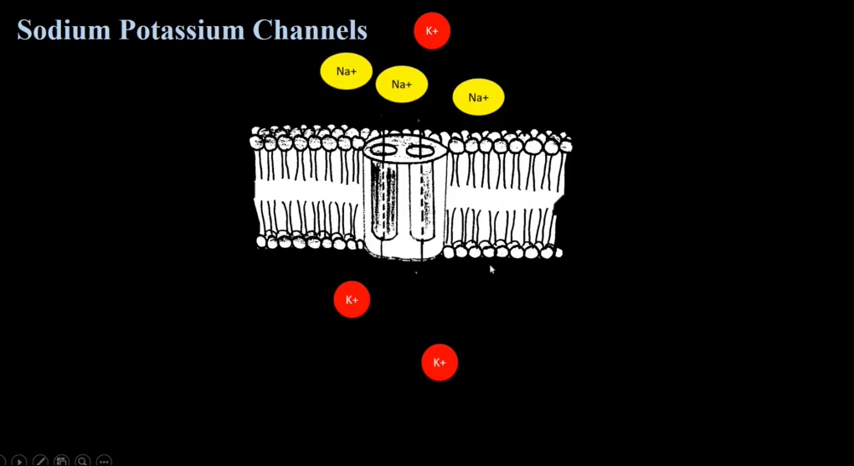 Sodium Potassium Channels
K+
Na+
Na+
Na+
K+
K+